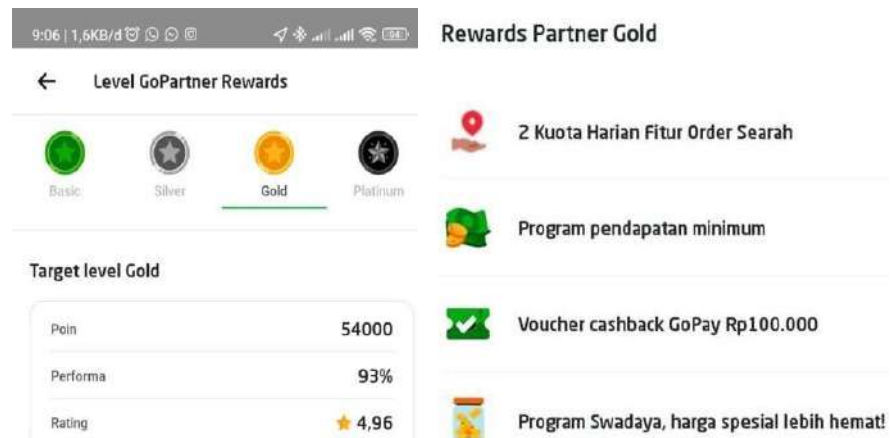 9:06 | 1,6KB/d
Level GoPartner Rewards
Basic
Silver
Gold
Platinum
Target level Gold
Poin
54000
Performa
93%
Rating
4,96
Rewards Partner Gold
2 Kuota Harian Fitur Order Searah
Program pendapatan minimum
Voucher cashback GoPay Rp100.000
Program Swadaya, harga spesial lebih hemat!